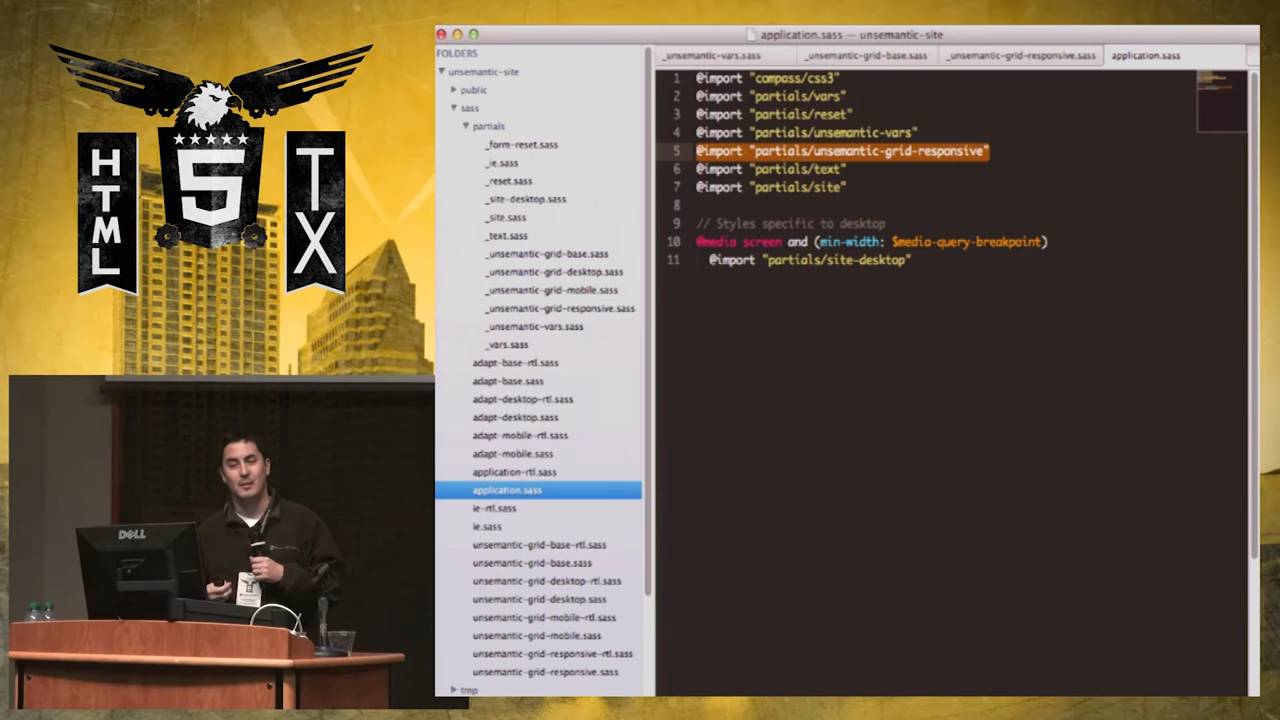 HTML
5
TX
DELL
application.sass — unsemantic-site
FOLDERS
unsemantic-site
public
sass
partials
_form-reset.sass
_ie.sass
_reset.sass
_site-desktop.sass
_site.sass
_text.sass
_unsemantic-grid-base.sass
_unsemantic-grid-desktop.sass
_unsemantic-grid-mobile.sass
_unsemantic-grid-responsive.sass
_unsemantic-vars.sass
_vars.sass
adapt-base-rtl.sass
adapt-base.sass
adapt-desktop-rtl.sass
adapt-desktop.sass
adapt-mobile-rtl.sass
adapt-mobile.sass
application-rtl.sass
application.sass
ie-rtl.sass
ie.sass
unsemantic-grid-base-rtl.sass
unsemantic-grid-base.sass
unsemantic-grid-desktop-rtl.sass
unsemantic-grid-desktop.sass
unsemantic-grid-mobile-rtl.sass
unsemantic-grid-mobile.sass
unsemantic-grid-responsive-rtl.sass
unsemantic-grid-responsive.sass
tmp
_unsemantic-vars.sass _unsemantic-grid-base.sass _unsemantic-grid-responsive.sass application.sass
1 @import "compass/css3"
2 @import "partials/vars"
3 @import "partials/reset"
4 @import "partials/unsemantic-vars"
5 @import "partials/unsemantic-grid-responsive"
6 @import "partials/text"
7 @import "partials/site"
8
9 // Styles specific to desktop
10 @media screen and (min-width: $media-query-breakpoint)
11 @import "partials/site-desktop"